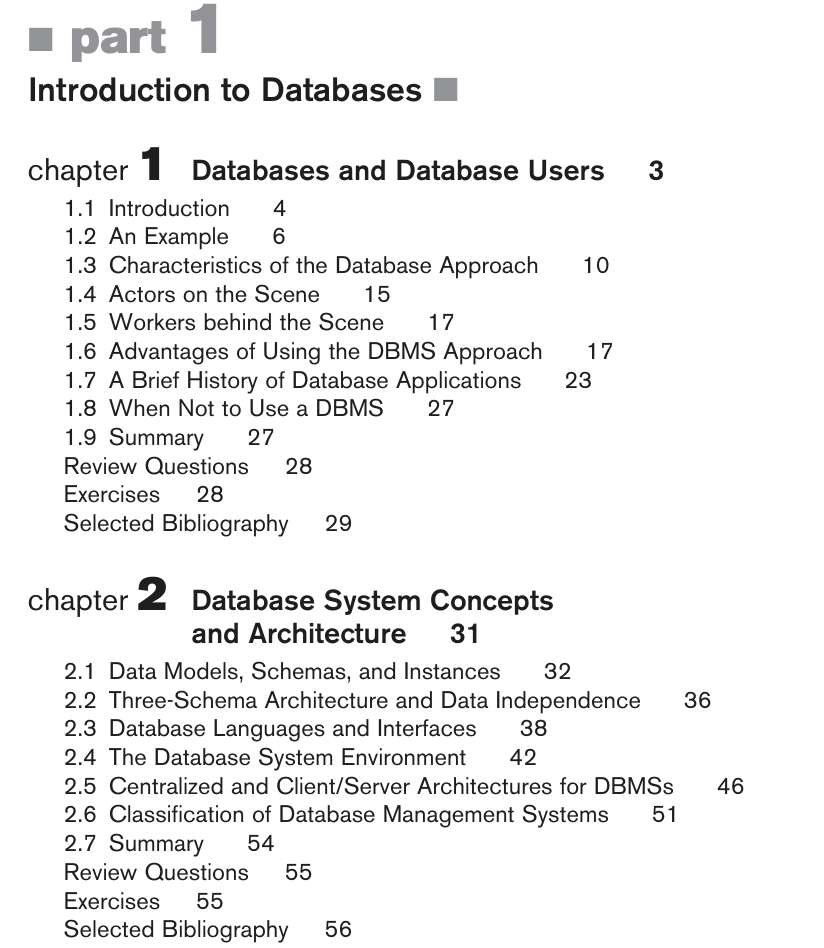 ■ part 1
Introduction to Databases ■
chapter 1 Databases and Database Users 3
1.1 Introduction 4
1.2 An Example 6
1.3 Characteristics of the Database Approach 10
1.4 Actors on the Scene 15
1.5 Workers behind the Scene 17
1.6 Advantages of Using the DBMS Approach 17
1.7 A Brief History of Database Applications 23
1.8 When Not to Use a DBMS 27
1.9 Summary 27
Review Questions 28
Exercises 28
Selected Bibliography 29
chapter 2 Database System Concepts
and Architecture 31
2.1 Data Models, Schemas, and Instances 32
2.2 Three-Schema Architecture and Data Independence 36
2.3 Database Languages and Interfaces 38
2.4 The Database System Environment 42
2.5 Centralized and Client/Server Architectures for DBMSs 46
2.6 Classification of Database Management Systems 51
2.7 Summary 54
Review Questions 55
Exercises 55
Selected Bibliography 56